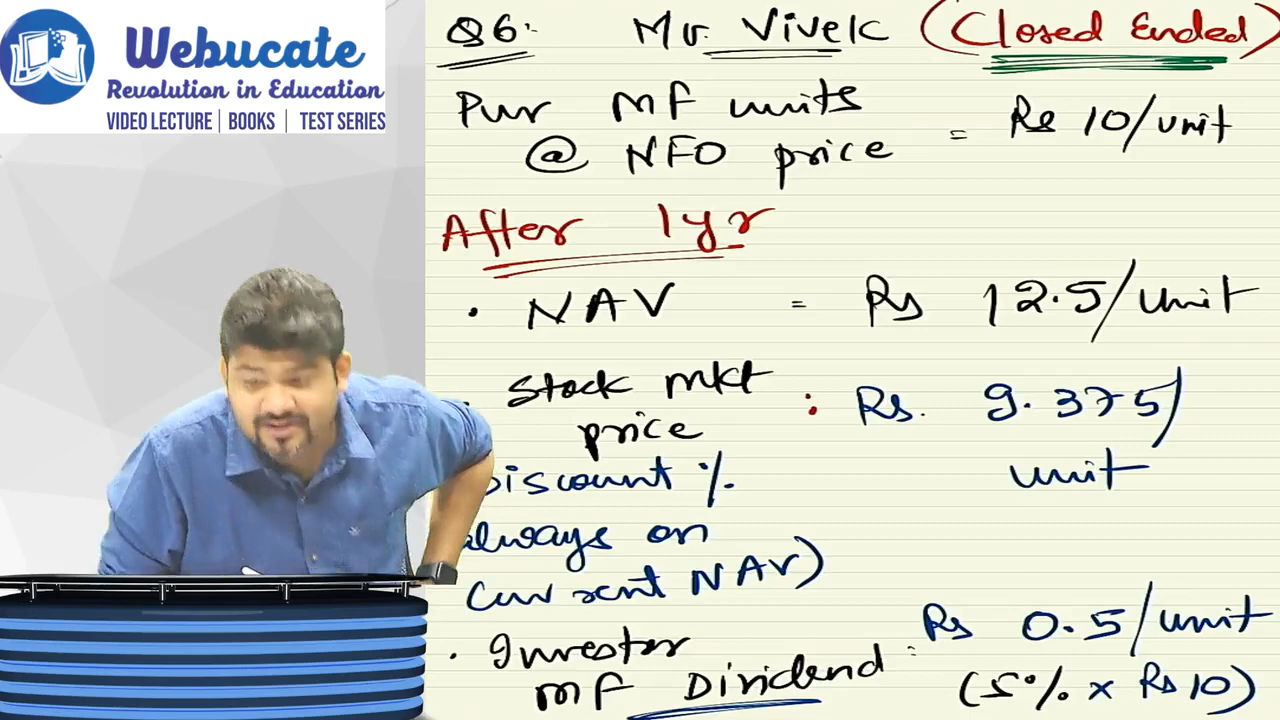 Webucate
Revolution in Education
VIDEO LECTURE | BOOKS | TEST SERIES
Q6: Mr. Vivek (Closed Ended)
Pur MF units
@ NFO price = Rs 10/unit
After 1yr
• NAV = Rs 12.5/unit
• Stock mkt
price : Rs. 9.375/
unit
Discount %
always on
Current NAV)
• Investor
MF Dividend = Rs 0.5/unit
(5% x Rs 10)